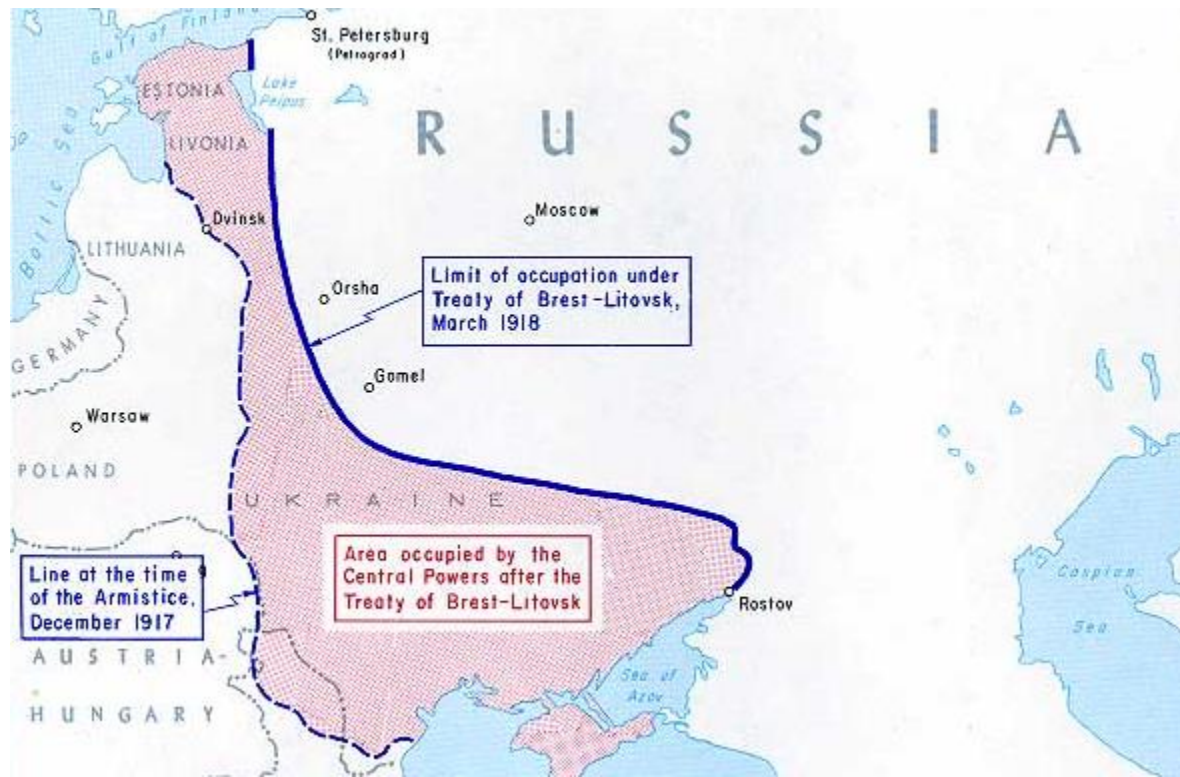 Gulf of Finland
St. Petersburg
(Petrograd)
ESTONIA
Lake
Peipus
RUSSIA
LIVONIA
Baltic Sea
Dvinsk
Moscow
LITHUANIA
Limit of occupation under
Treaty of Brest-Litovsk,
March 1918
Orsha
GERMANY
Gomel
Warsaw
POLAND
UKRAINE
Area occupied by the
Central Powers after the
Treaty of Brest-Litovsk
Line at the time
of the Armistice,
December 1917
Rostov
Caspian
Sea
AUSTRIA-
HUNGARY
Sea of
Azov